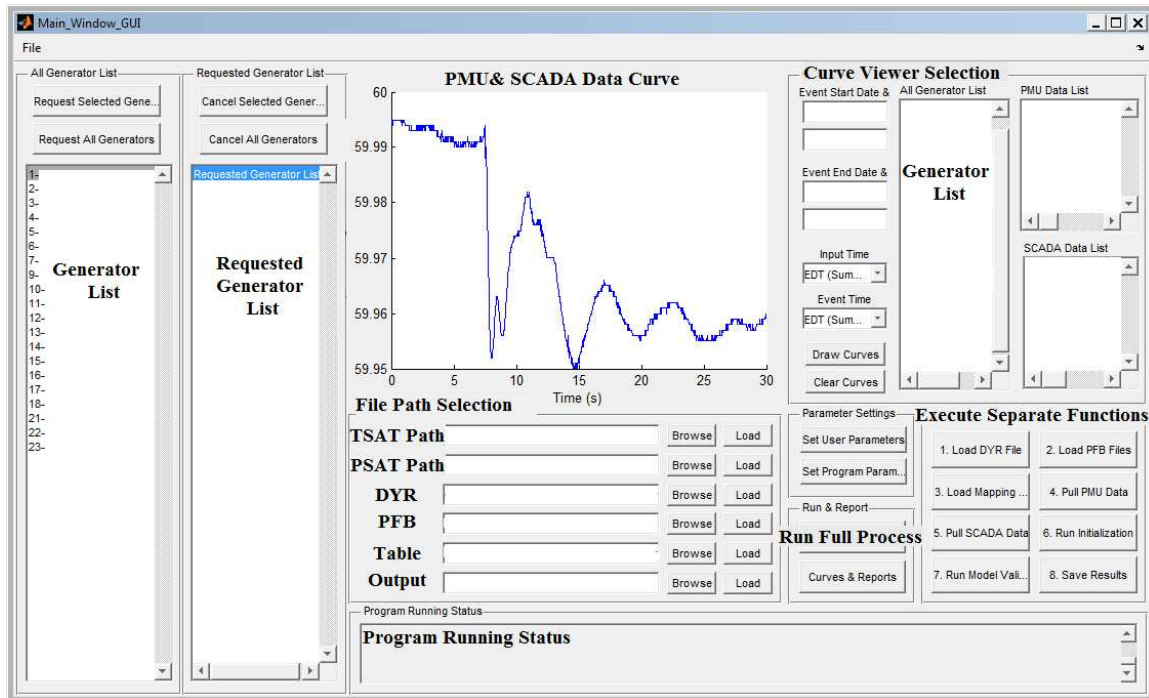 Main_Window_GUI
File
All Generator List
Request Selected Gene...
Request All Generators
1-
2-
3-
4-
5-
6-
7-
9-
10-
11-
12-
13-
14-
15-
16-
17-
18-
21-
22-
23-
Generator
List
Requested Generator List
Cancel Selected Gener...
Cancel All Generators
Requested Generator List
Requested
Generator
List
PMU& SCADA Data Curve
60
59.99
59.98
59.97
59.96
59.95
0 5 10 15 20 25 30
Time (s)
Curve Viewer Selection
Event Start Date &
Event End Date &
Input Time
EDT (Sum...
Event Time
EDT (Sum...
Draw Curves
Clear Curves
All Generator List
Generator
List
PMU Data List
SCADA Data List
File Path Selection
TSAT Path Browse Load
PSAT Path Browse Load
DYR Browse Load
PFB Browse Load
Table Browse Load
Output Browse Load
Parameter Settings
Set User Parameters
Set Program Param...
Run & Report
Run Full Process
Curves & Reports
Execute Separate Functions
1. Load DYR File 2. Load PFB Files
3. Load Mapping ... 4. Pull PMU Data
5. Pull SCADA Data 6. Run Initialization
7. Run Model Vali... 8. Save Results
Program Running Status
Program Running Status